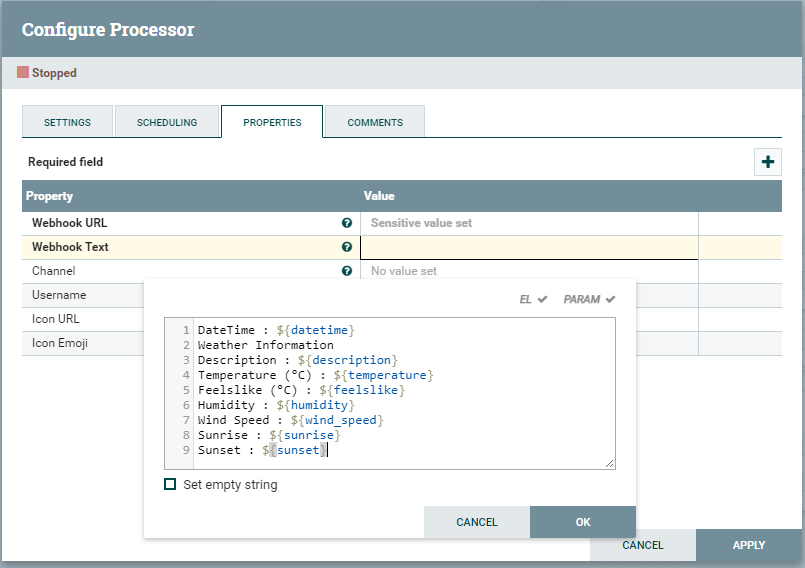 Configure Processor
Stopped
SETTINGS SCHEDULING PROPERTIES COMMENTS
Required field
Property Value
Webhook URL Sensitive value set
Webhook Text
Channel No value set
Username
Icon URL
Icon Emoji
EL PARAM
1 DateTime : ${datetime}
2 Weather Information
3 Description : ${description}
4 Temperature (°C) : ${temperature}
5 Feelslike (°C) : ${feelslike}
6 Humidity : ${humidity}
7 Wind Speed : ${wind_speed}
8 Sunrise : ${sunrise}
9 Sunset : ${sunset}
Set empty string
CANCEL OK
CANCEL APPLY